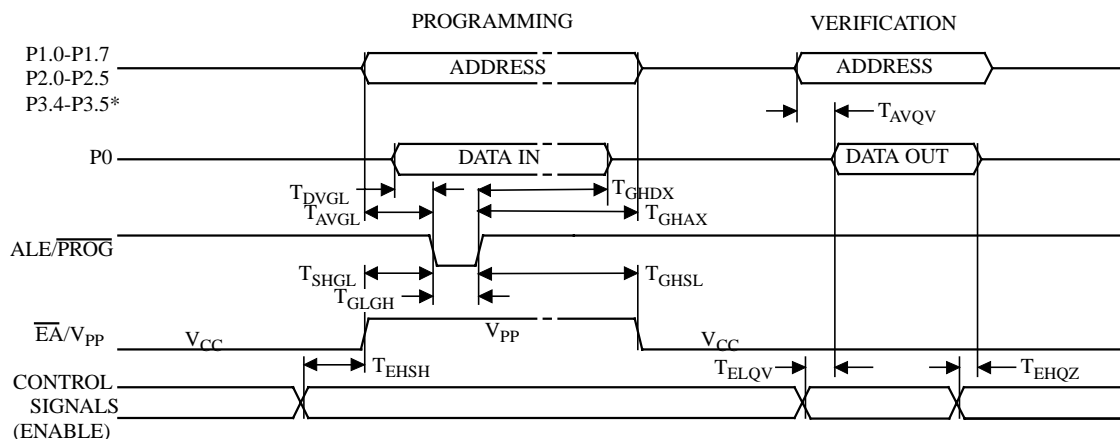 PROGRAMMING VERIFICATION
P1.0-P1.7
P2.0-P2.5
P3.4-P3.5*
ADDRESS ADDRESS
TAVQV
P0 DATA IN DATA OUT
TDVGL TGHDX
TAVGL TGHAX
ALE/PROG
TSHGL TGHSL
TGLGH
EA/VPP VCC VPP VCC
TEHSH TELQV TEHQZ
CONTROL
SIGNALS
(ENABLE)